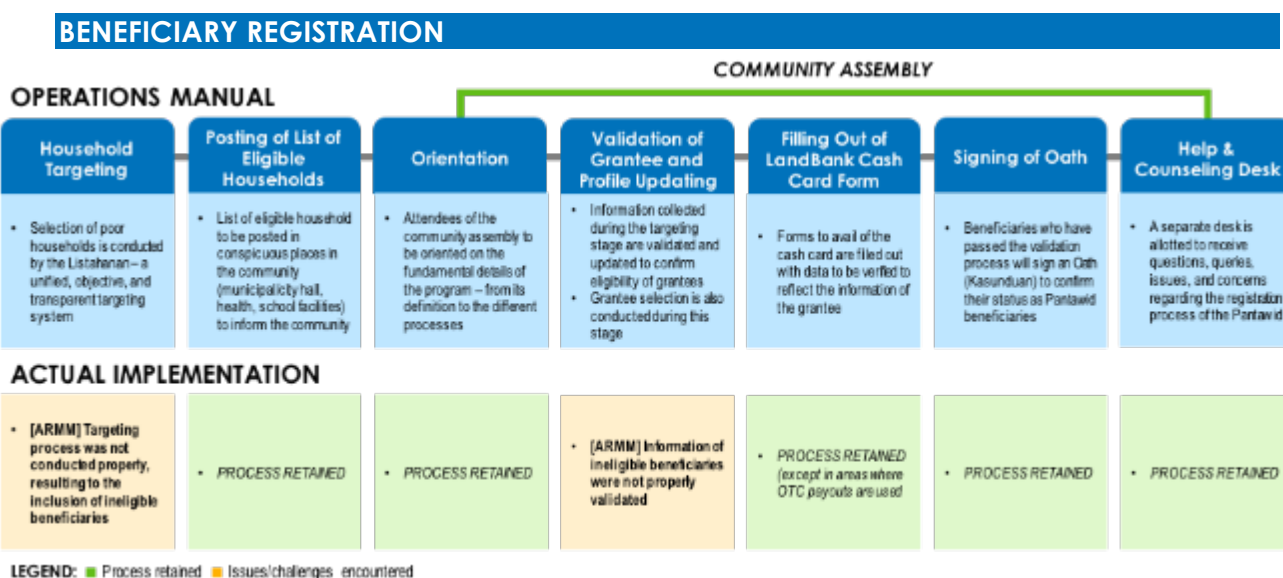 BENEFICIARY REGISTRATION
COMMUNITY ASSEMBLY
OPERATIONS MANUAL
Household
Targeting
Posting of List of
Eligible
Households
Orientation
Validation of
Grantee and
Profile Updating
Filling Out of
LandBank Cash
Card Form
Signing of Oath
Help &
Counseling Desk
• Selection of poor
households is conducted
by the Listahanan – a
unified, objective, and
transparent targeting
system
• List of eligible household
to be posted in
conspicuous places in
the community
(municipality hall,
health, school facilities)
to inform the community
• Attendees of the
community assembly to
be oriented on the
fundamental details of
the program – from its
definition to the different
processes
• Information collected
during the targeting
stage are validated and
updated to confirm
eligibility of grantees
• Grantee selection is also
conducted during this
stage
• Forms to avail of the
cash card are filled out
with data to be verified to
reflect the information of
the grantee
• Beneficiaries who have
passed the validation
process will sign an Oath
(Kasunduan) to confirm
their status as Pantawid
beneficiaries
• A separate desk is
allotted to receive
questions, queries,
issues, and concerns
regarding the registration
process of the Pantawid
ACTUAL IMPLEMENTATION
• [ARMM] Targeting
process was not
conducted properly,
resulting to the
inclusion of ineligible
beneficiaries
• PROCESS RETAINED
• PROCESS RETAINED
• [ARMM] Information of
ineligible beneficiaries
were not properly
validated
• PROCESS RETAINED
(except in areas where
OTC payouts are used
• PROCESS RETAINED
• PROCESS RETAINED
LEGEND: Process retained Issues/challenges encountered